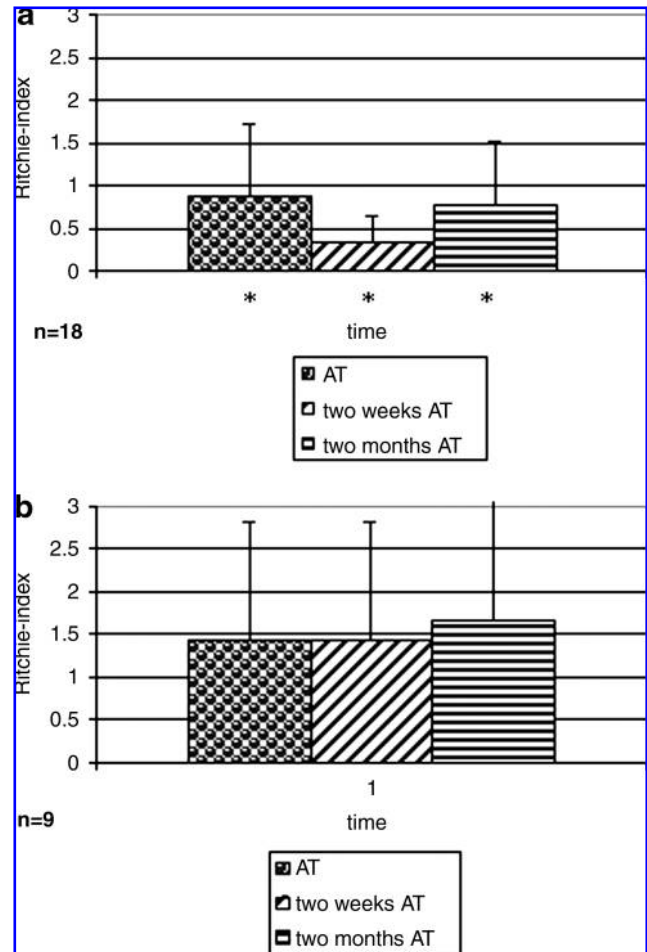 a
3
2.5
2
1.5
1
0.5
0
Ritchie-index
* * *
n=18
time
AT
two weeks AT
two months AT
b
3
2.5
2
1.5
1
0.5
0
Ritchie-index
1
n=9
time
AT
two weeks AT
two months AT